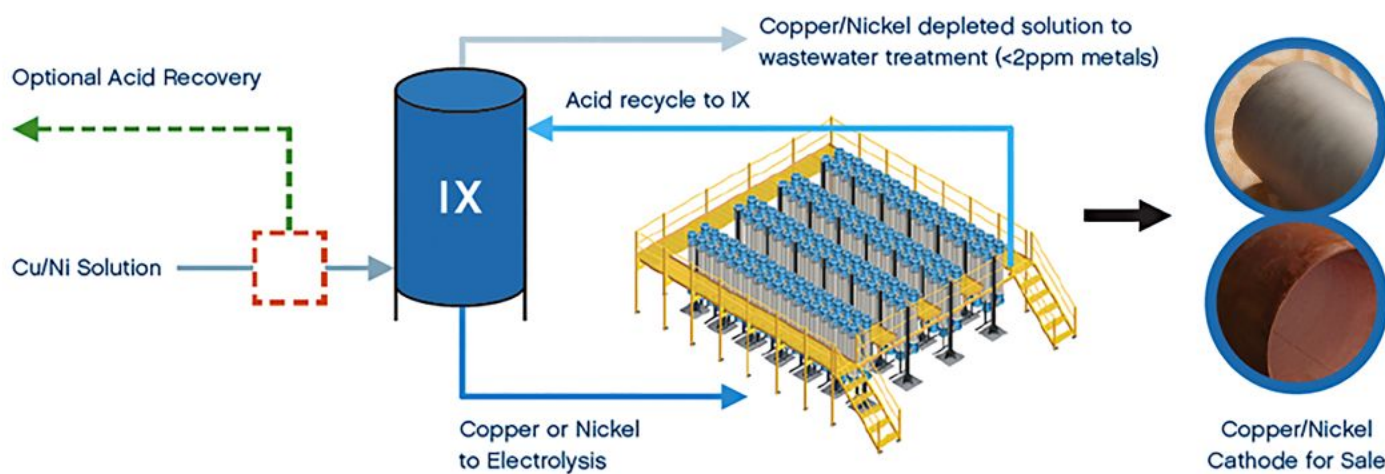 Copper/Nickel depleted solution to
wastewater treatment (<2ppm metals)
Optional Acid Recovery
Acid recycle to IX
IX
Cu/Ni Solution
Copper or Nickel
to Electrolysis
Copper/Nickel
Cathode for Sale